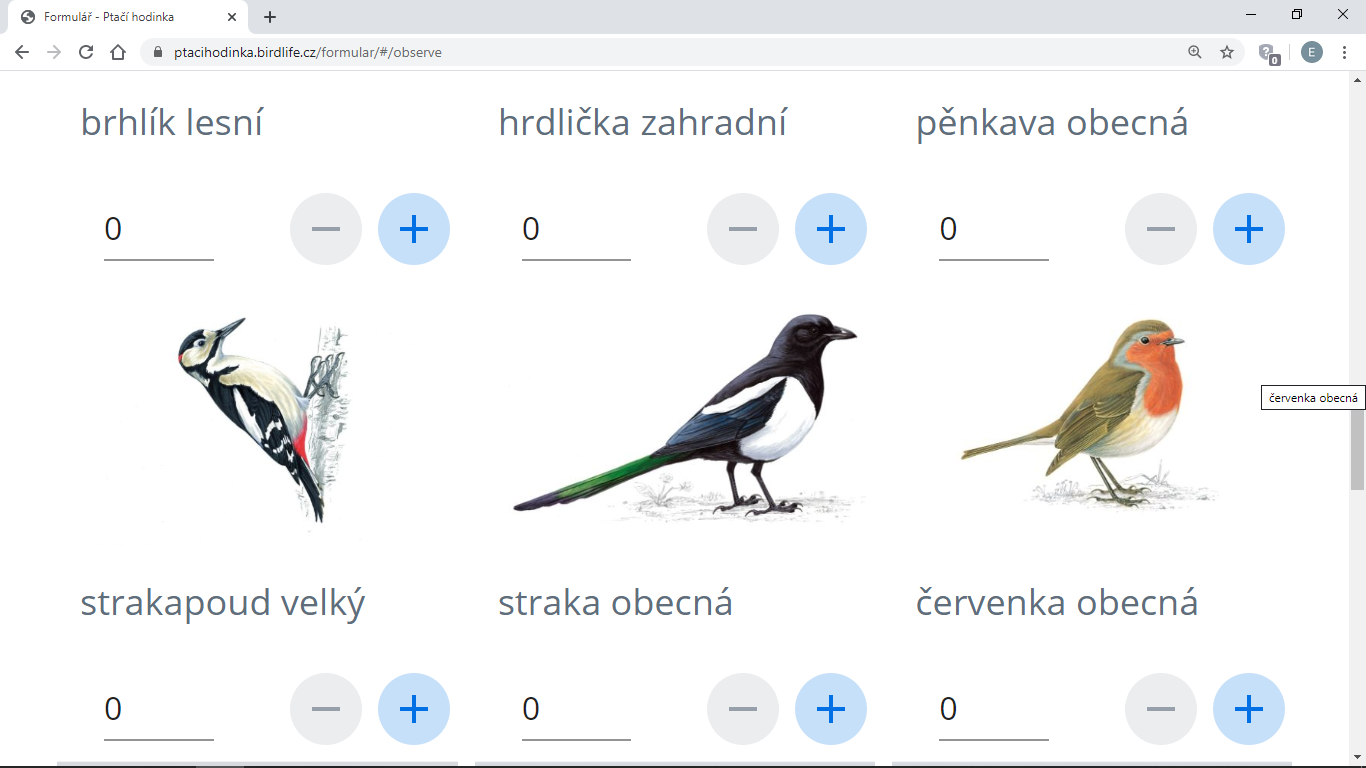 Formulář - Ptačí hodinka
ptacihodinka.birdlife.cz/formular/#/observe
0
E
brhlík lesní
hrdlička zahradní
pěnkava obecná
0
0
0
červenka obecná
strakapoud velký
straka obecná
červenka obecná
0
0
0